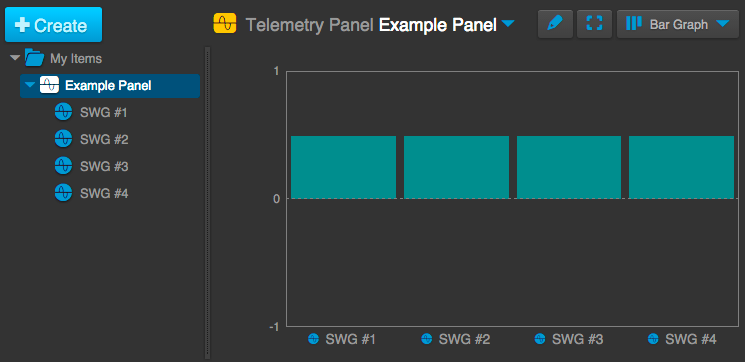 Create
Telemetry Panel Example Panel
Bar Graph
My Items
Example Panel
SWG #1
SWG #2
SWG #3
SWG #4
1
0
-1
SWG #1 SWG #2 SWG #3 SWG #4